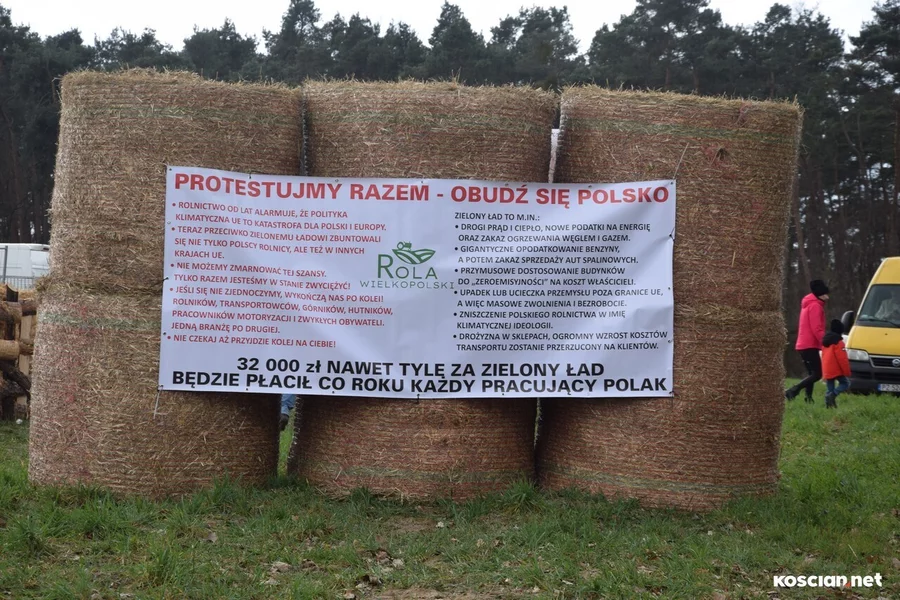 PROTESTUJMY RAZEM - OBUDŹ SIĘ POLSKO
• ROLNICTWO OD LAT ALARMUJE, ŻE POLITYKA
KLIMATYCZNA UE TO KATASTROFA DLA POLSKI I EUROPY.
• TERAZ PRZECIWKO ZIELONEMU ŁADOWI ZBUNTOWALI
SIĘ NIE TYLKO POLSCY ROLNICY, ALE TEŻ W INNYCH
KRAJACH UE.
• NIE MOŻEMY ZMARNOWAĆ TEJ SZANSY.
TYLKO RAZEM JESTEŚMY W STANIE ZWYCIĘŻYĆ!
• JEŚLI SIĘ NIE ZJEDNOCZYMY, WYKOŃCZĄ NAS PO KOLEI!
ROLNIKÓW, TRANSPORTOWCÓW, GÓRNIKÓW, HUTNIKÓW,
PRACOWNIKÓW MOTORYZACJI I ZWYKŁYCH OBYWATELI.
JEDNĄ BRANŻĘ PO DRUGIEJ.
• NIE CZEKAJ AŻ PRZYJDZIE KOLEJ NA CIEBIE!
ROLA
WIELKOPOLSKI
ZIELONY ŁAD TO M.IN.:
• DROGI PRĄD I CIEPŁO, NOWE PODATKI NA ENERGIĘ
ORAZ ZAKAZ OGRZEWANIA WĘGLEM I GAZEM.
• GIGANTYCZNE OPODATKOWANIE BENZYNY,
A POTEM ZAKAZ SPRZEDAŻY AUT SPALINOWYCH.
• PRZYMUSOWE DOSTOSOWANIE BUDYNKÓW
DO „ZEROEMISYJNOŚCI" NA KOSZT WŁAŚCICIELI.
• UPADEK LUB UCIECZKA PRZEMYSŁU POZA GRANICE UE,
A WIĘC MASOWE ZWOLNIENIA I BEZROBOCIE.
• ZNISZCZENIE POLSKIEGO ROLNICTWA W IMIĘ
KLIMATYCZNEJ IDEOLOGII.
• DROŻYZNA W SKLEPACH, OGROMNY WZROST KOSZTÓW
TRANSPORTU ZOSTANIE PRZERZUCONY NA KLIENTÓW.
32 000 zł NAWET TYLE ZA ZIELONY ŁAD
BĘDZIE PŁACIŁ CO ROKU KAŻDY PRACUJĄCY POLAK
KOSCIAN.net